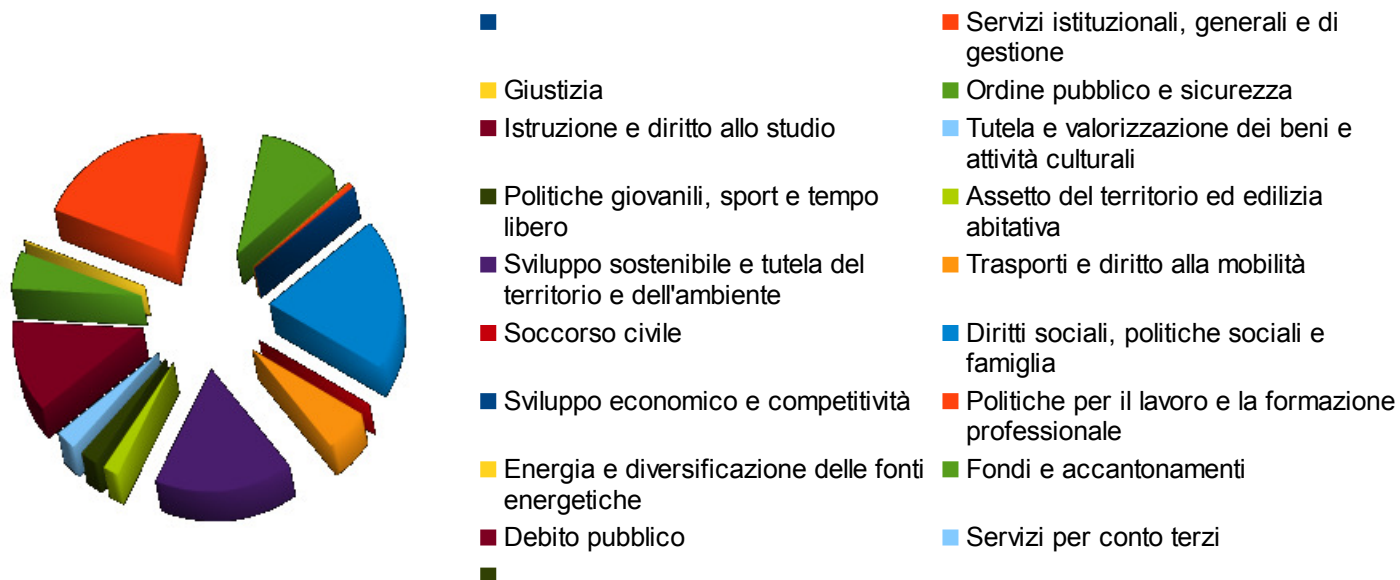 Servizi istituzionali, generali e di
gestione
Giustizia
Ordine pubblico e sicurezza
Istruzione e diritto allo studio
Tutela e valorizzazione dei beni e
attività culturali
Politiche giovanili, sport e tempo
libero
Assetto del territorio ed edilizia
abitativa
Sviluppo sostenibile e tutela del
territorio e dell'ambiente
Trasporti e diritto alla mobilità
Soccorso civile
Diritti sociali, politiche sociali e
famiglia
Sviluppo economico e competitività
Politiche per il lavoro e la formazione
professionale
Energia e diversificazione delle fonti
energetiche
Fondi e accantonamenti
Debito pubblico
Servizi per conto terzi